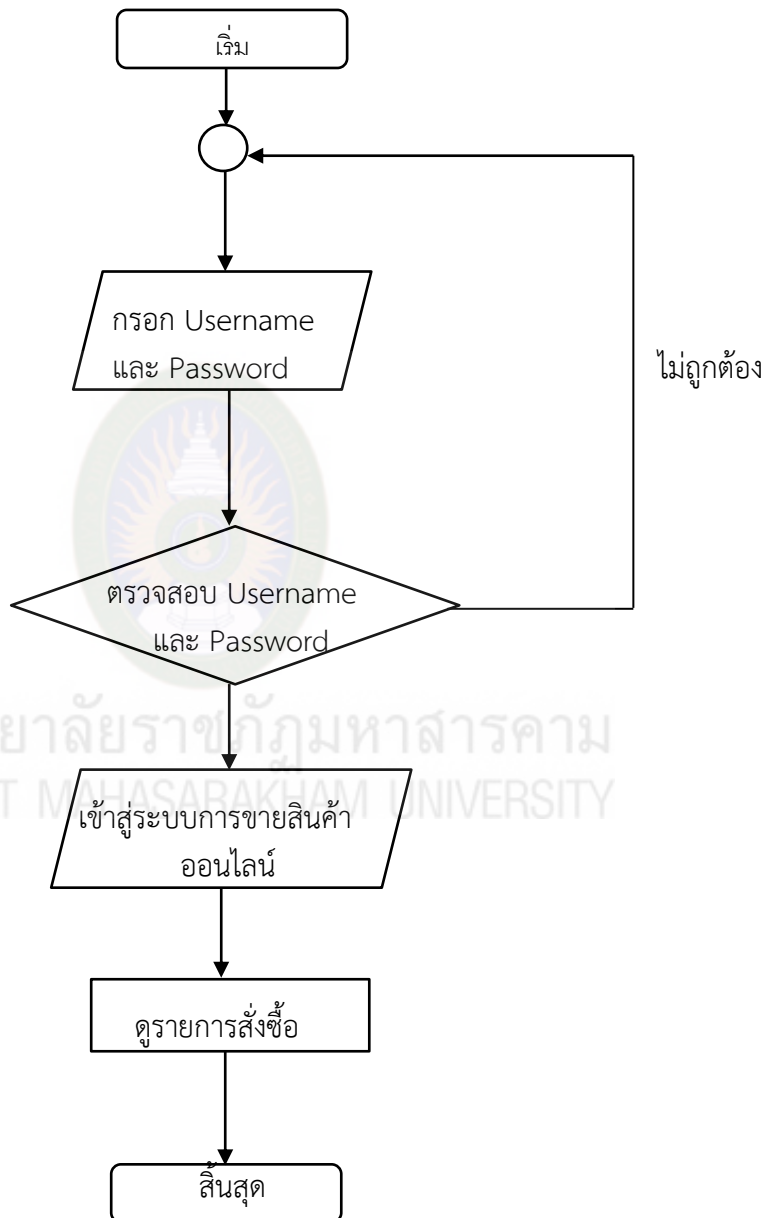 เริ่ม
กรอก Username
และ Password
ไม่ถูกต้อง
ตรวจสอบ Username
และ Password
ยาลัยราชภัฏมหาสารคาม
T MAHASARAKHAM UNIVERSITY
เข้าสู่ระบบการขายสินค้า
ออนไลน์
ดูรายการสั่งซื้อ
สิ้นสุด